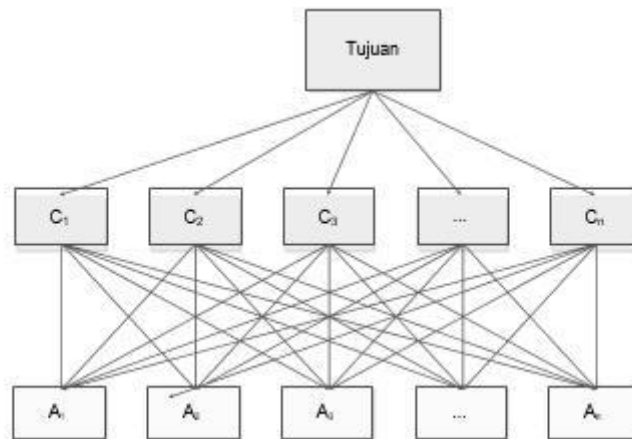 Tujuan
C₁ C₂ C₃ ... Cₙ
A₁ A₂ A₃ ... Aₙ